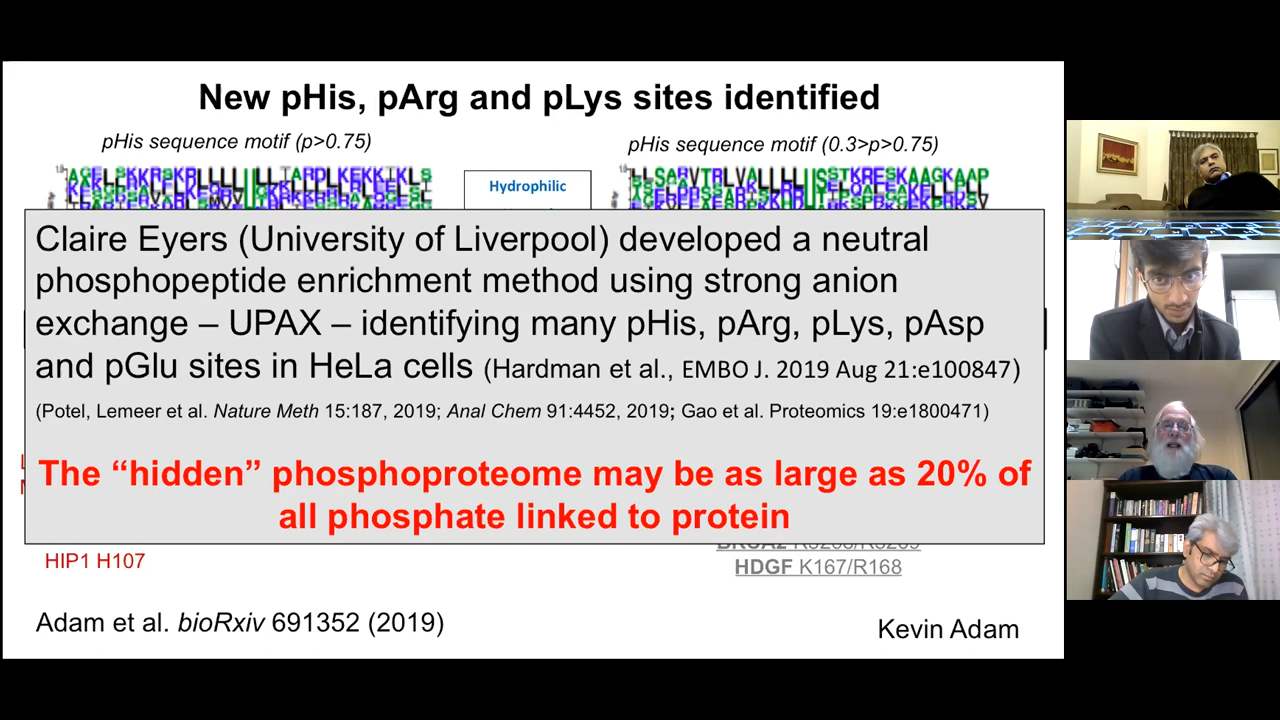 New pHis, pArg and pLys sites identified
pHis sequence motif (p>0.75)
pHis sequence motif (0.3>p>0.75)
Hydrophilic
Claire Eyers (University of Liverpool) developed a neutral
phosphopeptide enrichment method using strong anion
exchange – UPAX – identifying many pHis, pArg, pLys, pAsp
and pGlu sites in HeLa cells (Hardman et al., EMBO J. 2019 Aug 21:e100847)
(Potel, Lemeer et al. Nature Meth 15:187, 2019; Anal Chem 91:4452, 2019; Gao et al. Proteomics 19:e1800471)
The “hidden” phosphoproteome may be as large as 20% of
all phosphate linked to protein
HIP1 H107
HDGF K167/R168
Adam et al. bioRxiv 691352 (2019)
Kevin Adam